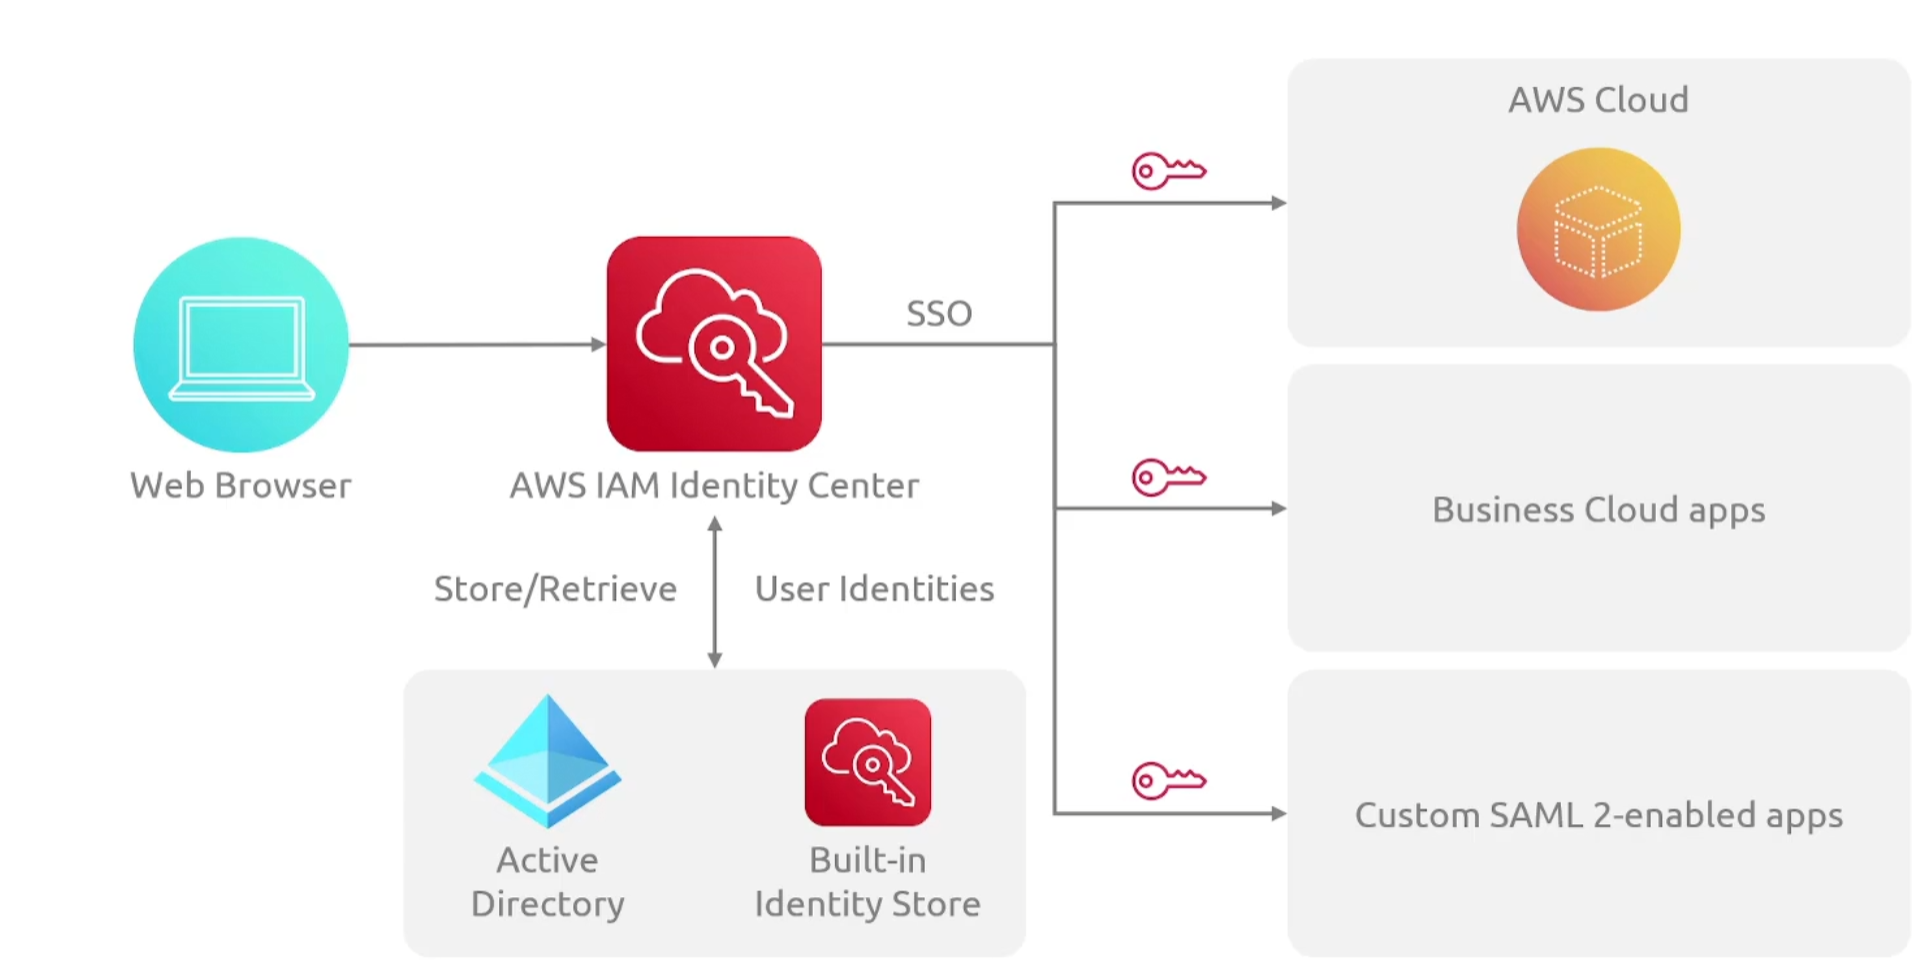 AWS Cloud
SSO
Web Browser
AWS IAM Identity Center
Business Cloud apps
Store/Retrieve
User Identities
Custom SAML 2-enabled apps
Active
Directory
Built-in
Identity Store